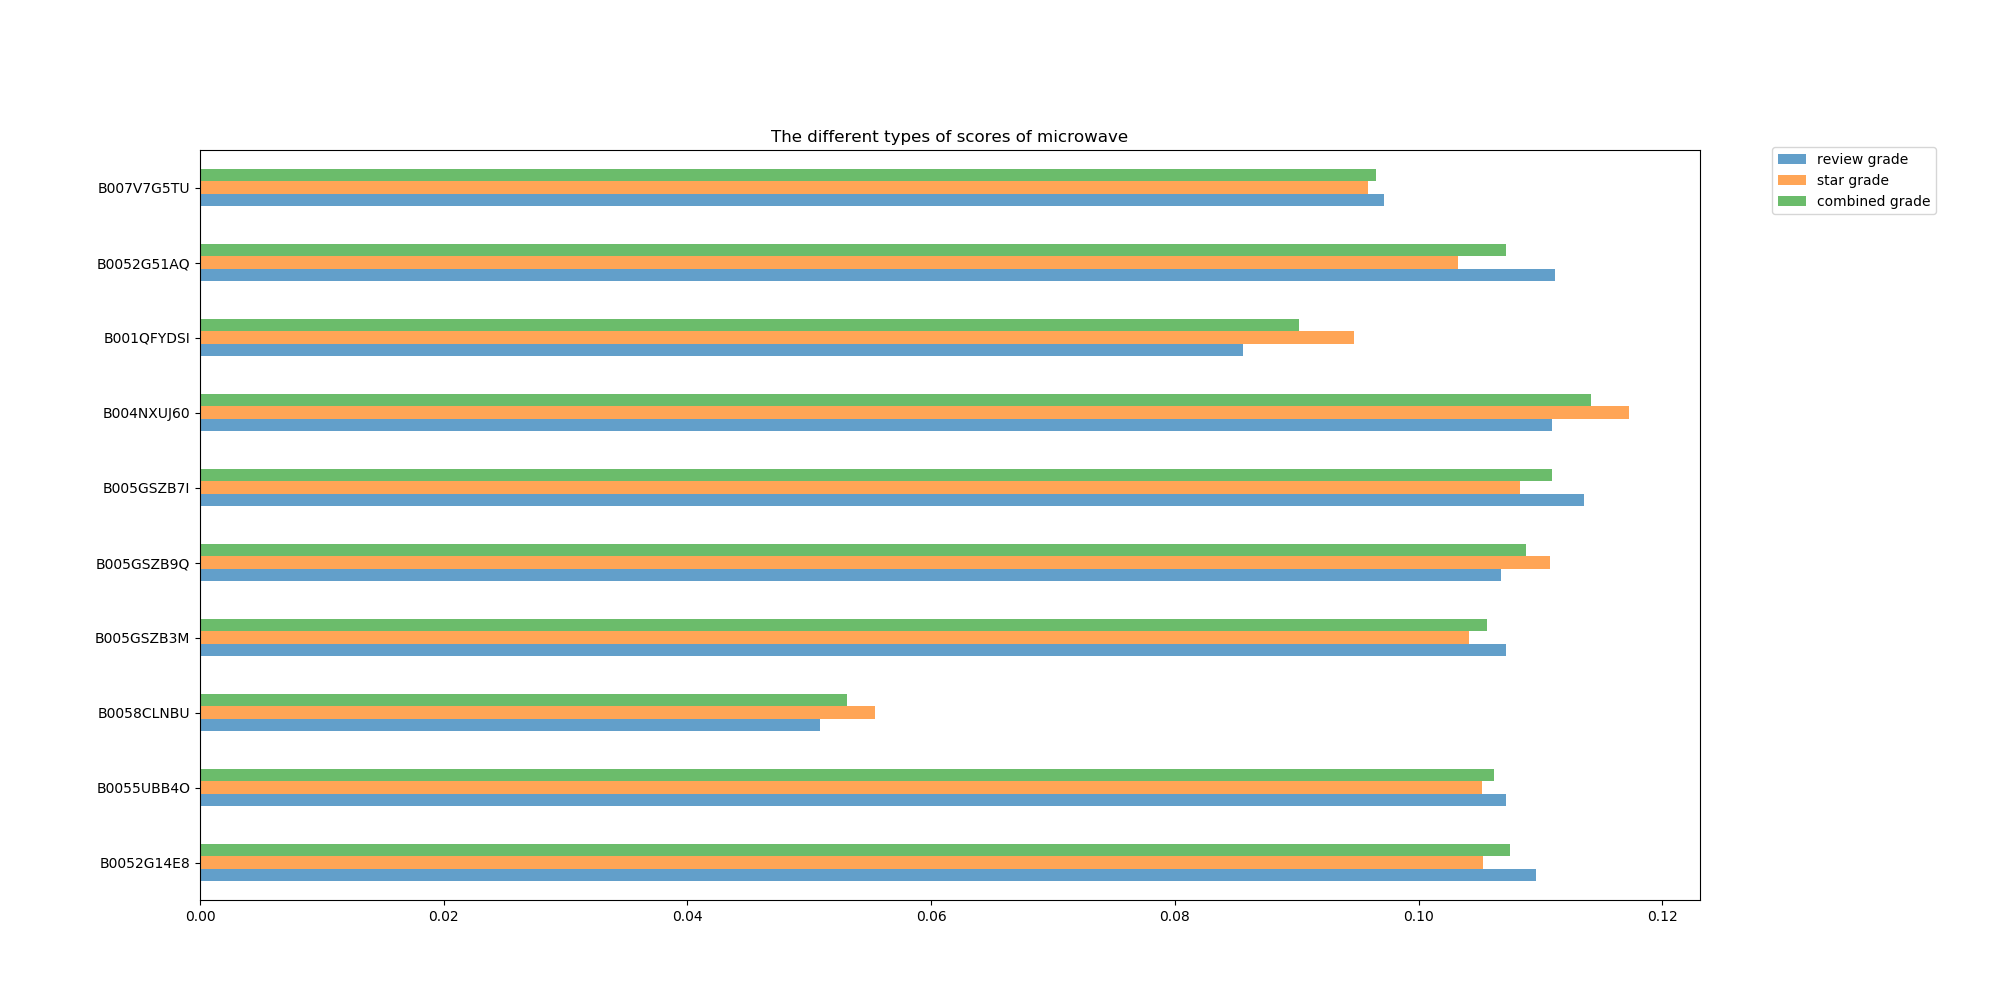 The different types of scores of microwave
review grade
star grade
combined grade
B007V7G5TU
B0052G51AQ
B001QFYDSI
B004NXUJ60
B005GSZB7I
B005GSZB9Q
B005GSZB3M
B0058CLNBU
B0055UBB4O
B0052G14E8
0.00 0.02 0.04 0.06 0.08 0.10 0.12